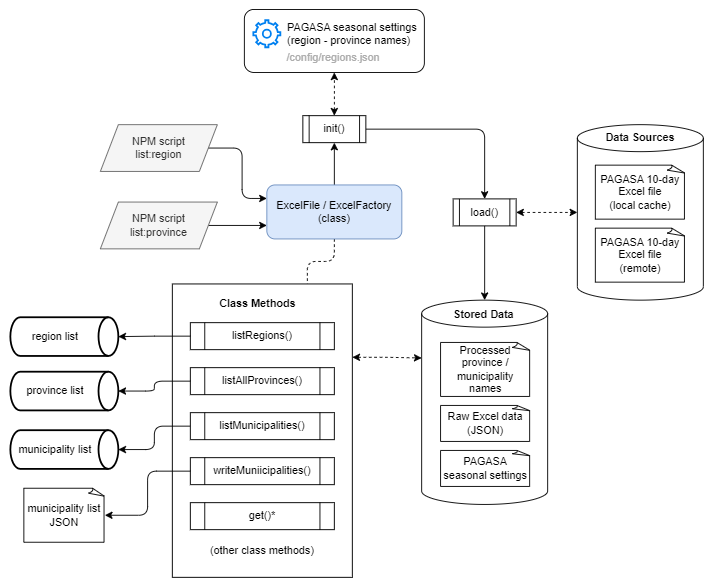 PAGASA seasonal settings
(region - province names)
/config/regions.json
init()
NPM script
list:region
NPM script
list:province
ExcelFile / ExcelFactory
(class)
load()
Data Sources
PAGASA 10-day
Excel file
(local cache)
PAGASA 10-day
Excel file
(remote)
Class Methods
listRegions()
listAllProvinces()
listMunicipalities()
writeMuniicipalities()
get()*
(other class methods)
region list
province list
municipality list
municipality list
JSON
Stored Data
Processed
province /
municipality
names
Raw Excel data
(JSON)
PAGASA
seasonal settings